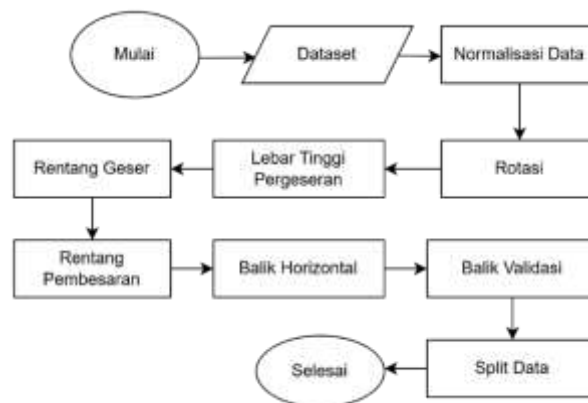 Mulai
Dataset
Normalisasi Data
Rotasi
Lebar Tinggi
Pergeseran
Rentang Geser
Rentang
Pembesaran
Balik Horizontal
Balik Validasi
Split Data
Selesai